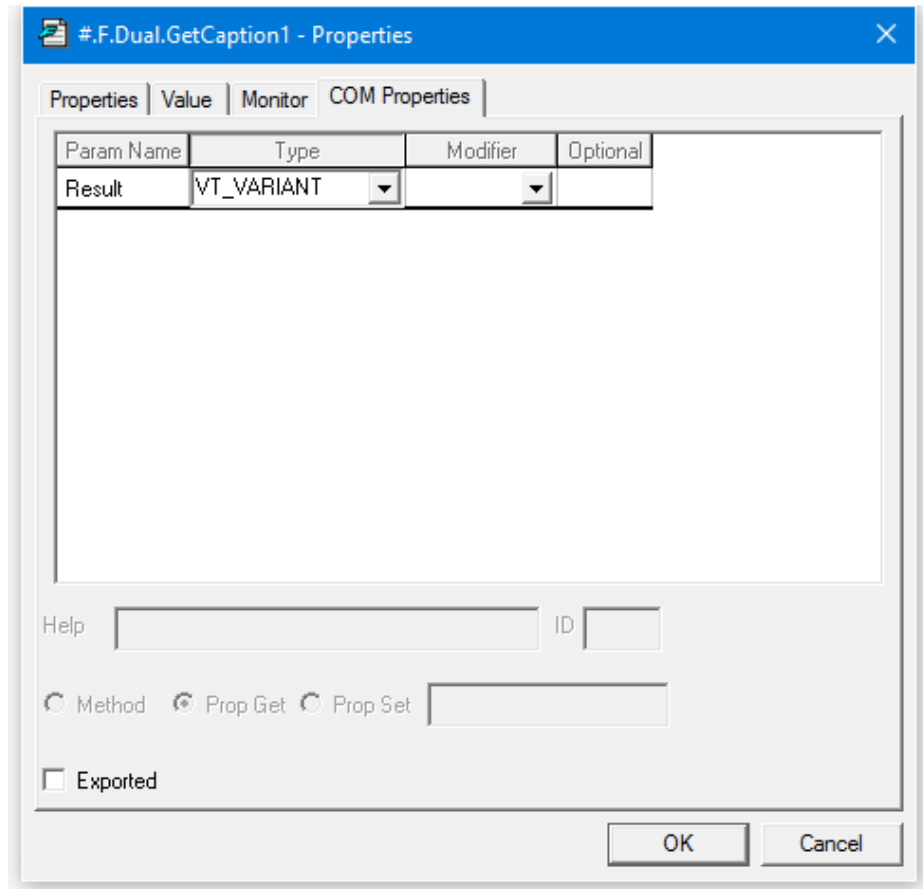 #.F.Dual.GetCaption1 - Properties
Properties Value Monitor COM Properties
Param Name Type Modifier Optional
Result VT_VARIANT
Help ID
Method Prop Get Prop Set
Exported
OK Cancel